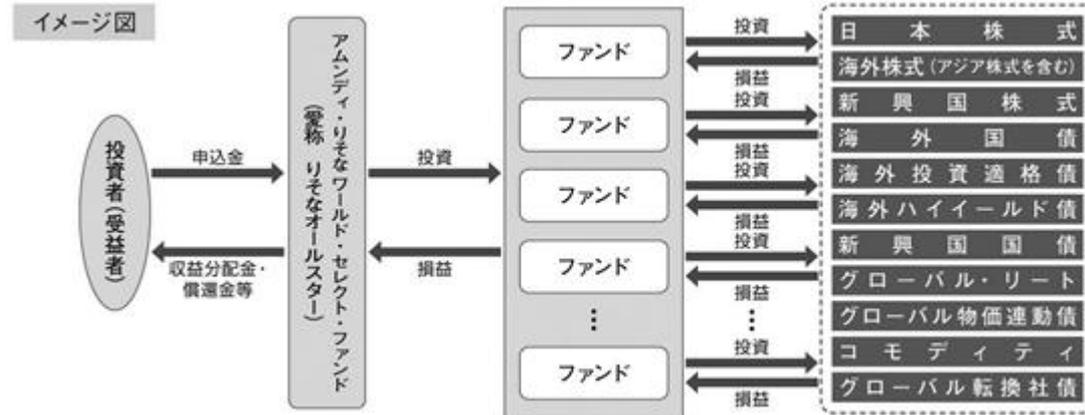 イメージ図
投資者(受益者)
申込金
収益分配金・
償還金等
アムンディ・りそなワールド・セレクト・ファンド
(愛称 りそなオールスター)
投資
損益
ファンド
ファンド
ファンド
ファンド
⋮
ファンド
投資
損益
投資
損益
投資
損益
投資
損益
⋮
投資
損益
日本株式
海外株式(アジア株式を含む)
新興国株式
海外国債
海外投資適格債
海外ハイイールド債
新興国国債
グローバル・リート
グローバル物価連動債
コモディティ
グローバル転換社債